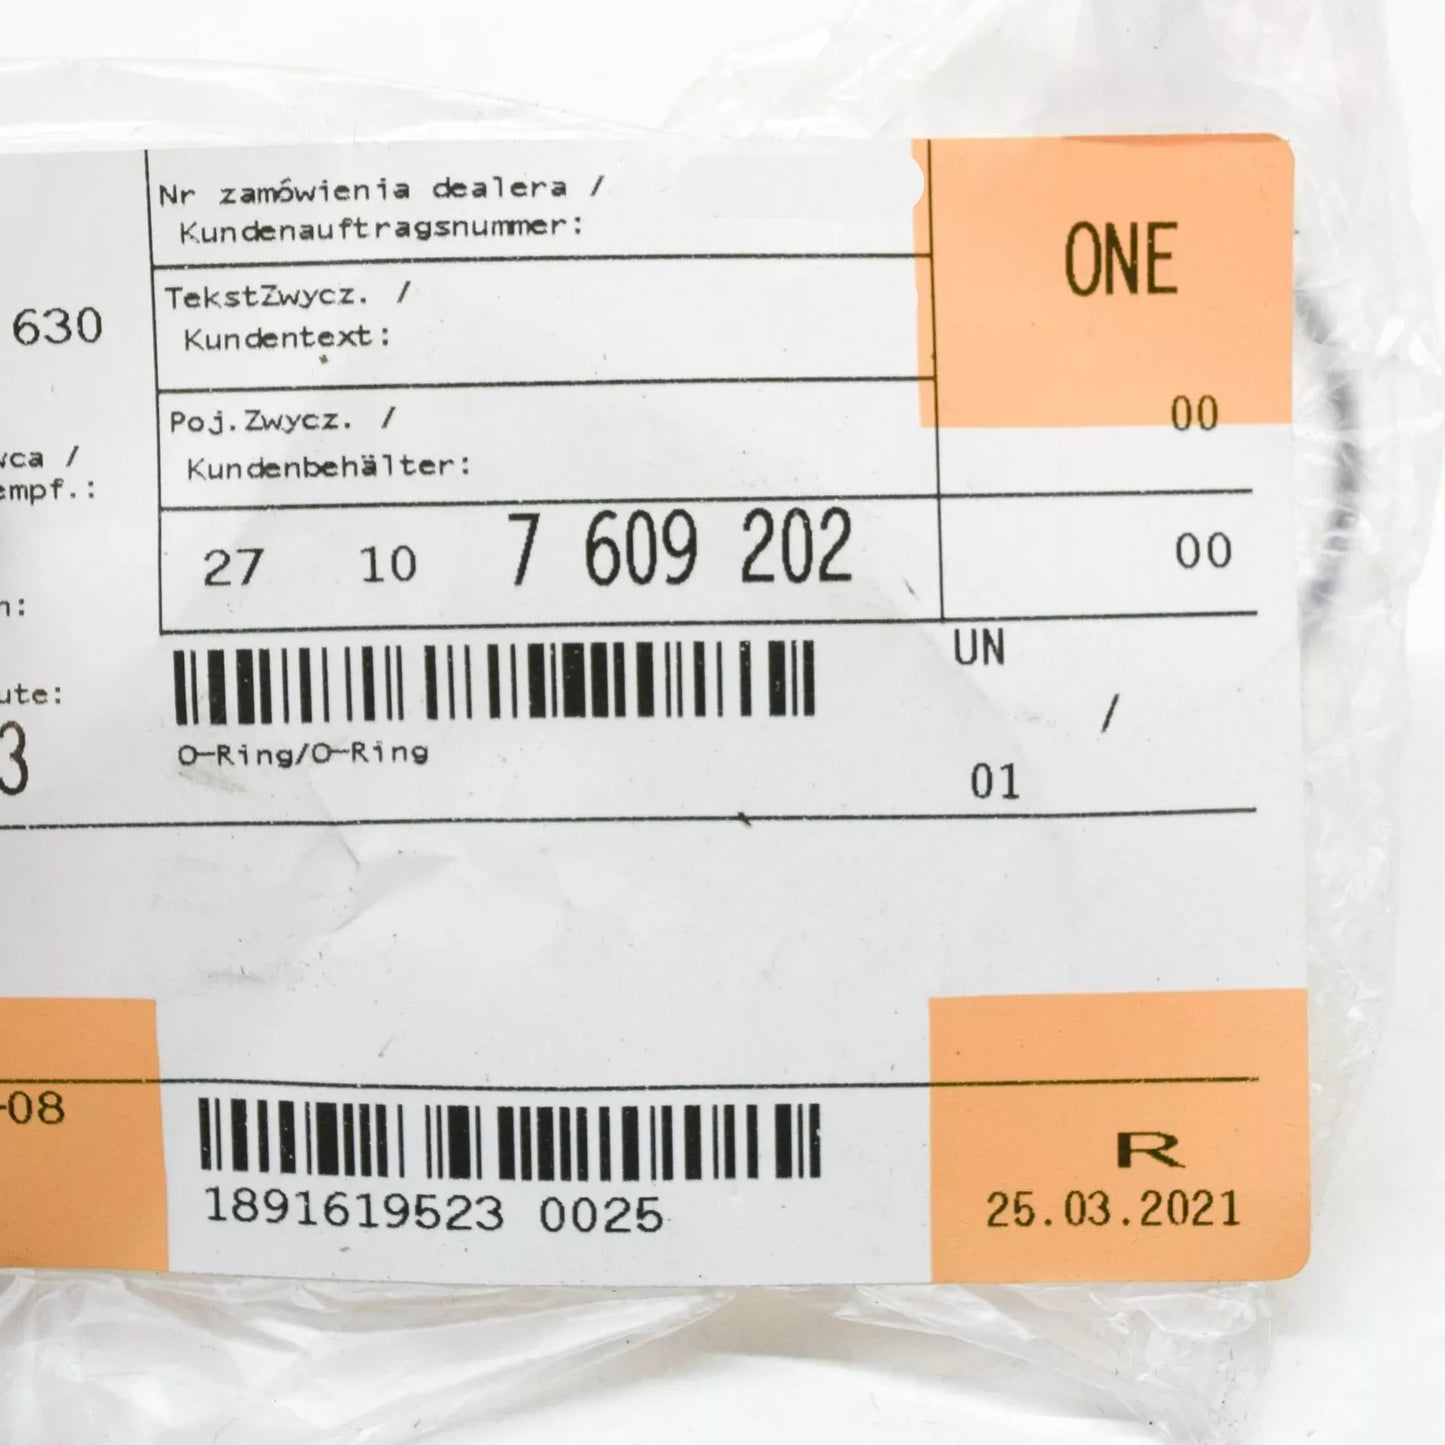 Nr zamówienia dealera /
Kundenauftragsnummer:
ONE
630
TekstZwycz. /
Kundentext:
00
Poj.Zwycz. /
Kundenbehälter:
wca /
empf.:
27 10 7 609 202
00
n:
UN
/
ute:
3
O-Ring/O-Ring
01
-08
R
1891619523 0025
25.03.2021